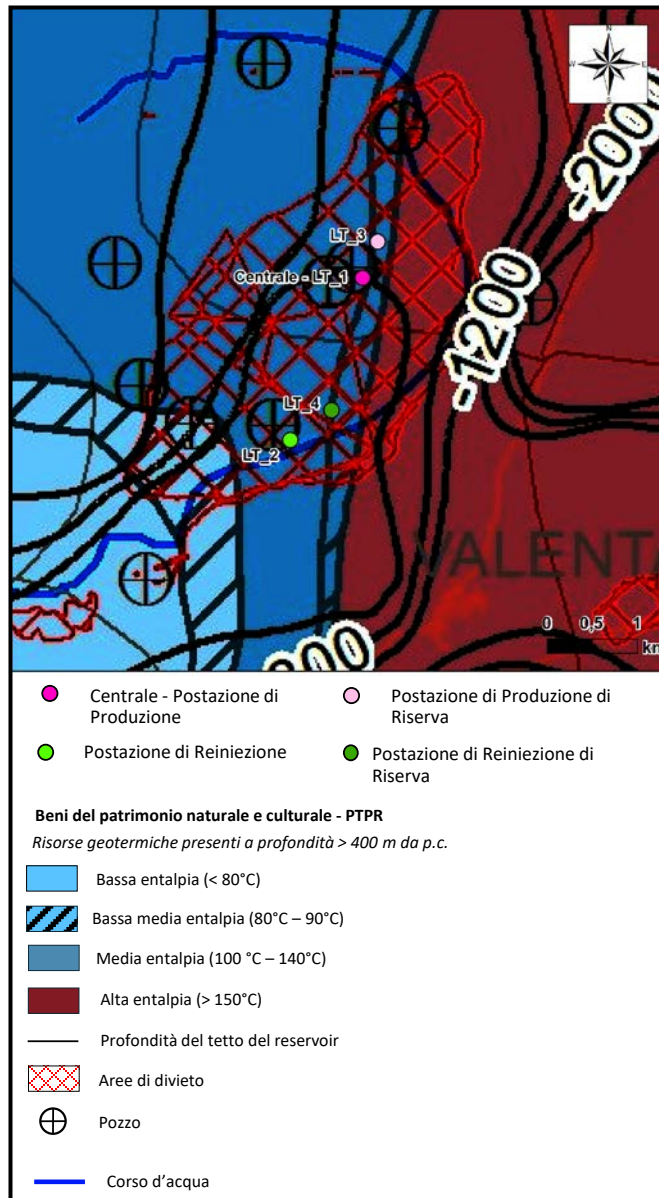 N
W E
S
-2000
LT_3
Centrale - LT_1
-1200
LT_4
LT_2
VALENTA
0 0,5 1
km
Centrale - Postazione di
Produzione
Postazione di Produzione di
Riserva
Postazione di Reiniezione
Postazione di Reiniezione di
Riserva
Beni del patrimonio naturale e culturale - PTPR
Risorse geotermiche presenti a profondità > 400 m da p.c.
Bassa entalpia (< 80°C)
Bassa media entalpia (80°C – 90°C)
Media entalpia (100 °C – 140°C)
Alta entalpia (> 150°C)
Profondità del tetto del reservoir
Aree di divieto
Pozzo
Corso d'acqua